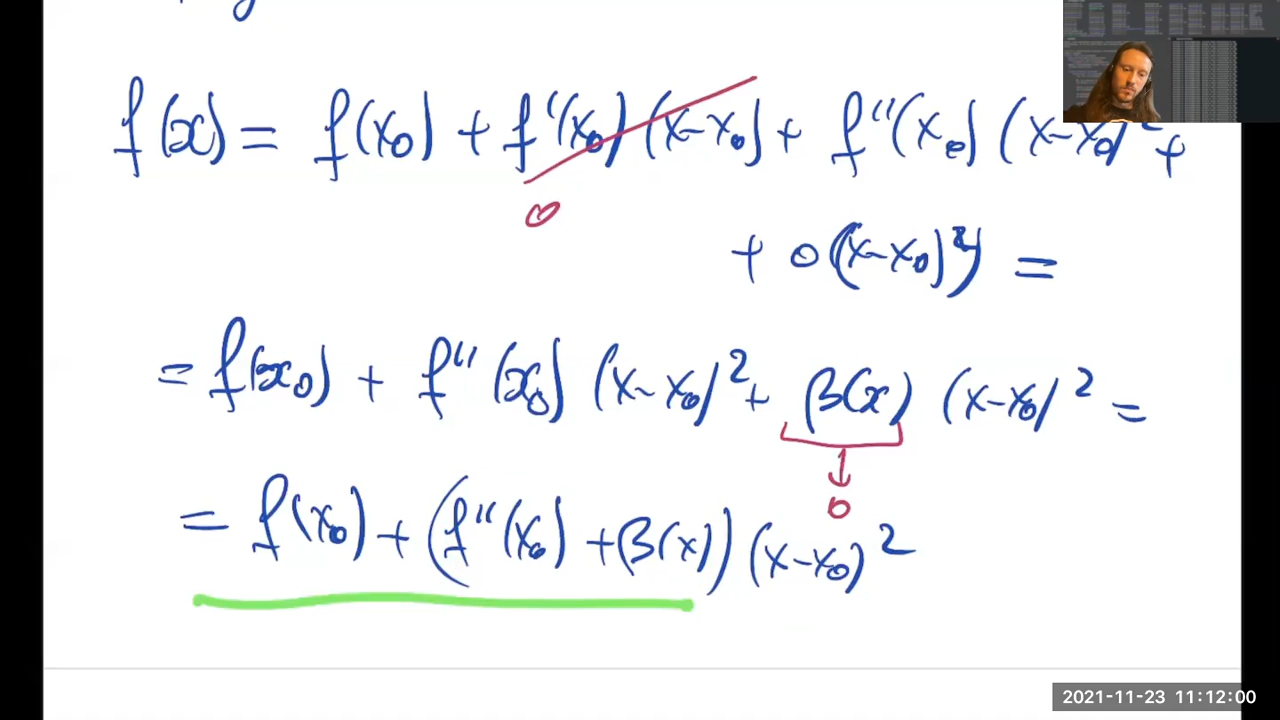 f(x) = f(x₀) + f'(x₀)(x-x₀) + f''(x₀)(x-x₀)² +
0
+ o((x-x₀)²) =
= f(x₀) + f''(x₀)(x-x₀)² + β(x)(x-x₀)² =
↓
0
= f(x₀) + (f''(x₀) + β(x))(x-x₀)²
2021-11-23 11:12:00